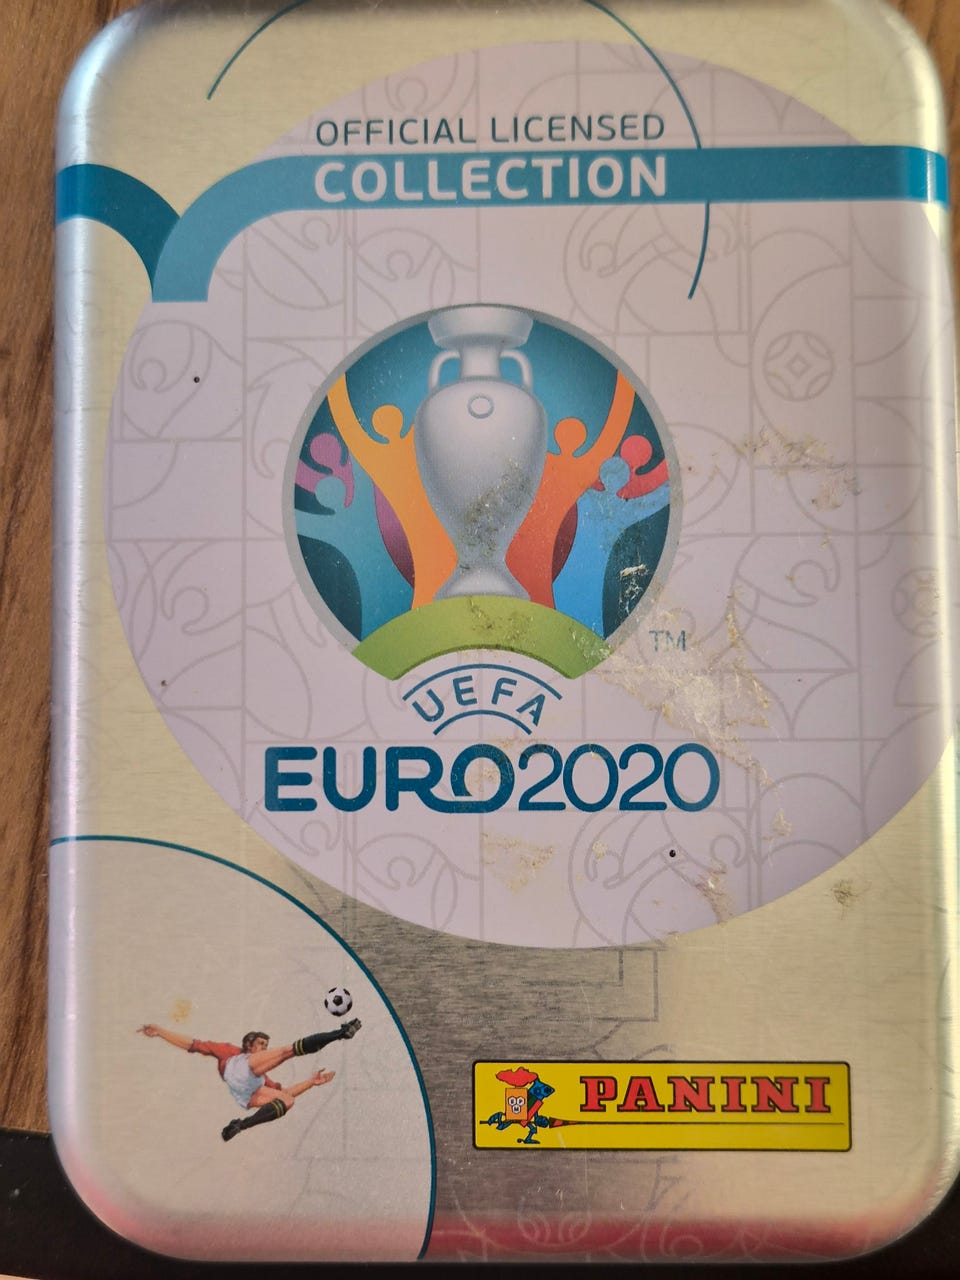 OFFICIAL LICENSED
COLLECTION
TM
UEFA
EURO2020
PANINI